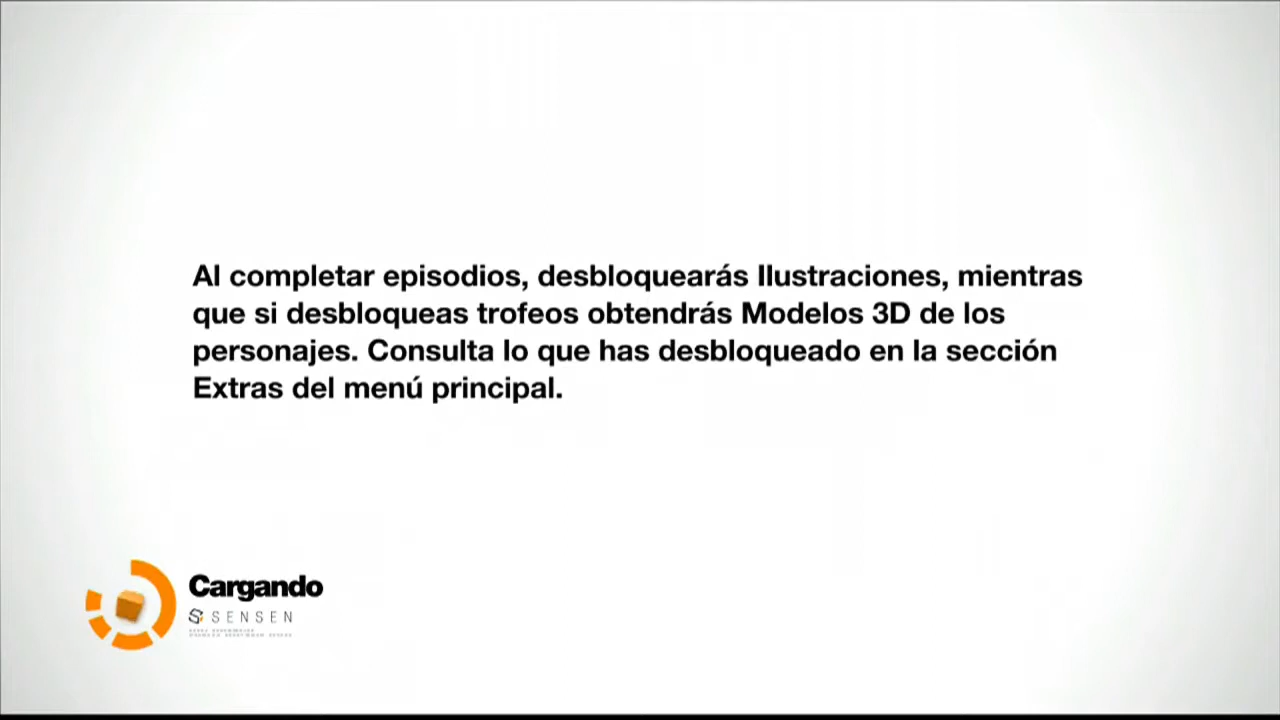 Al completar episodios, desbloquearás Ilustraciones, mientras
que si desbloqueas trofeos obtendrás Modelos 3D de los
personajes. Consulta lo que has desbloqueado en la sección
Extras del menú principal.
Cargando
SENSEN